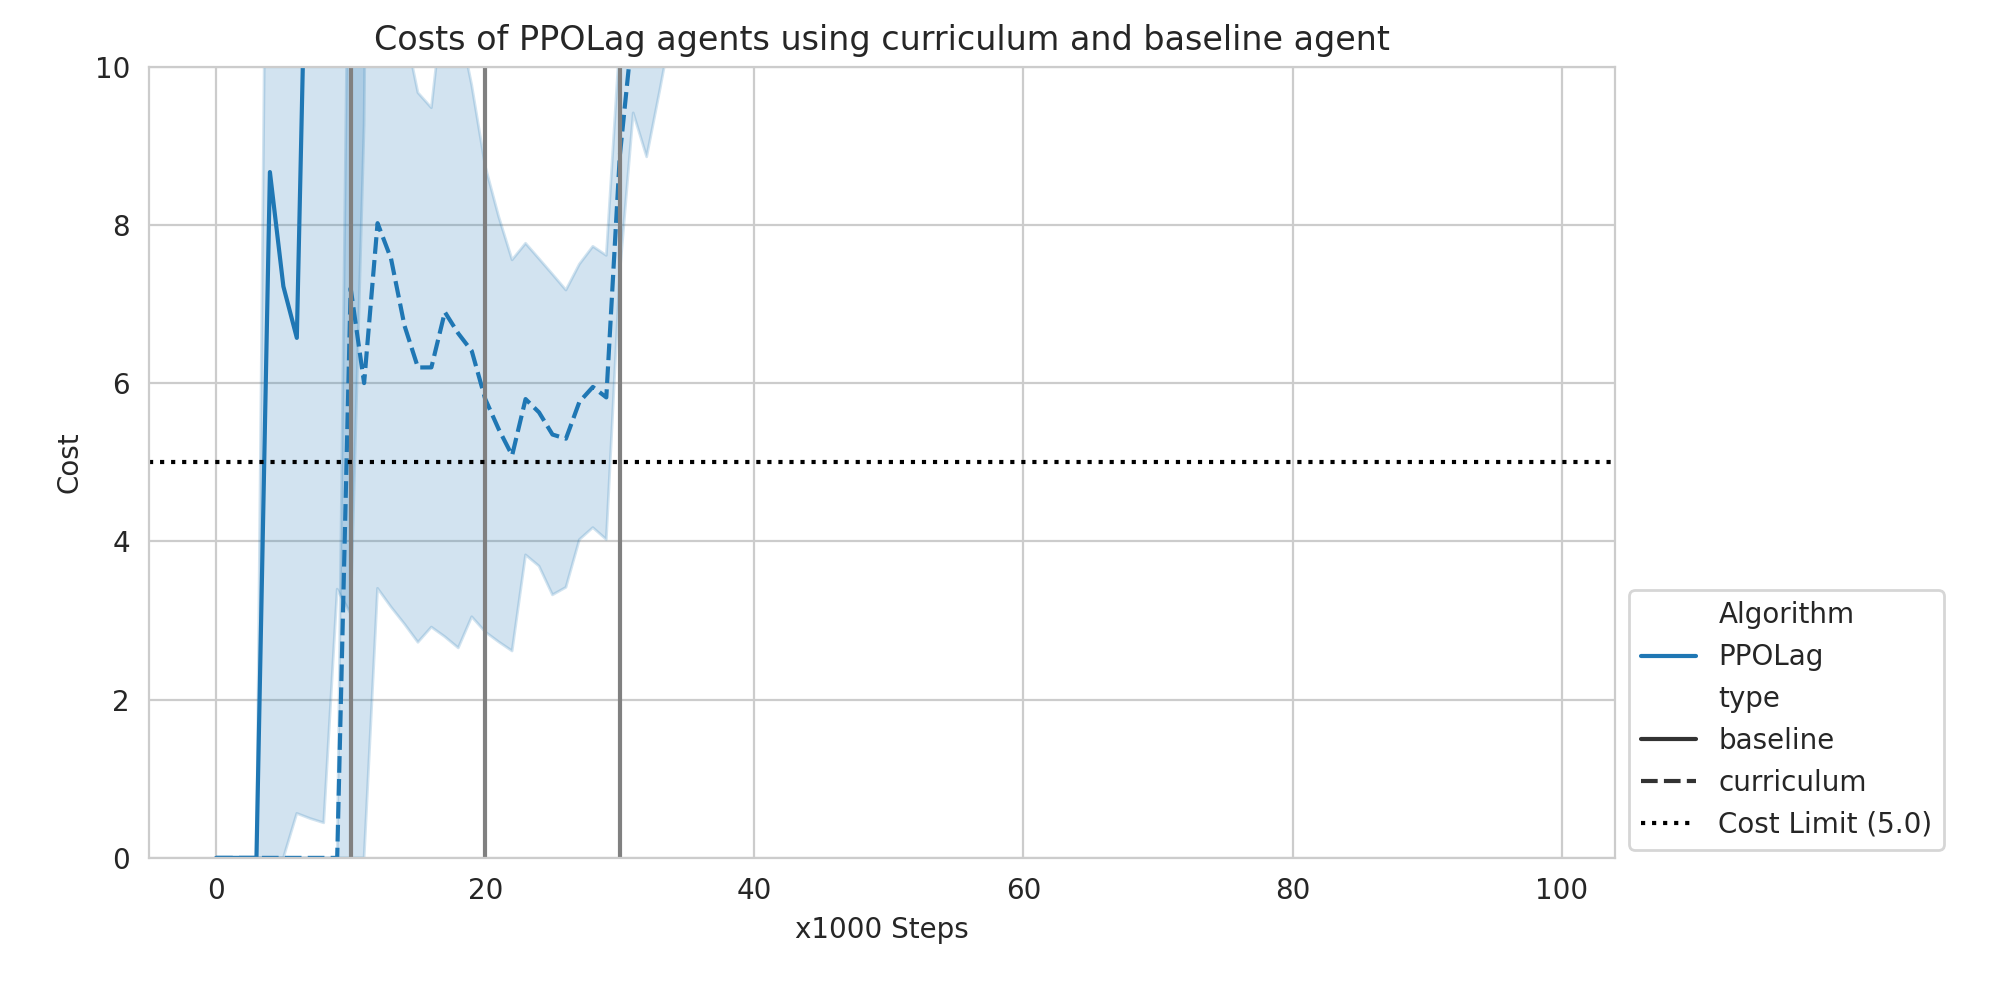 Costs of PPOLag agents using curriculum and baseline agent
10
8
6
4
2
0
Cost
0 20 40 60 80 100
x1000 Steps
Algorithm
PPOLag
type
baseline
curriculum
Cost Limit (5.0)